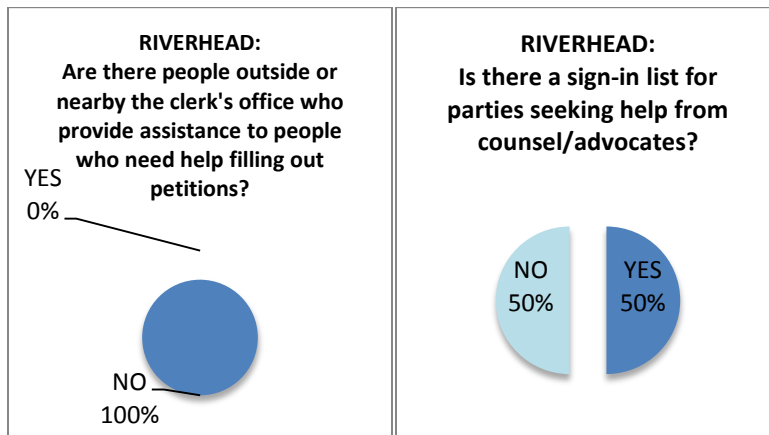 RIVERHEAD:
Are there people outside or
nearby the clerk's office who
provide assistance to people
who need help filling out
petitions?
YES
0%
NO
100%
RIVERHEAD:
Is there a sign-in list for
parties seeking help from
counsel/advocates?
NO
50%
YES
50%